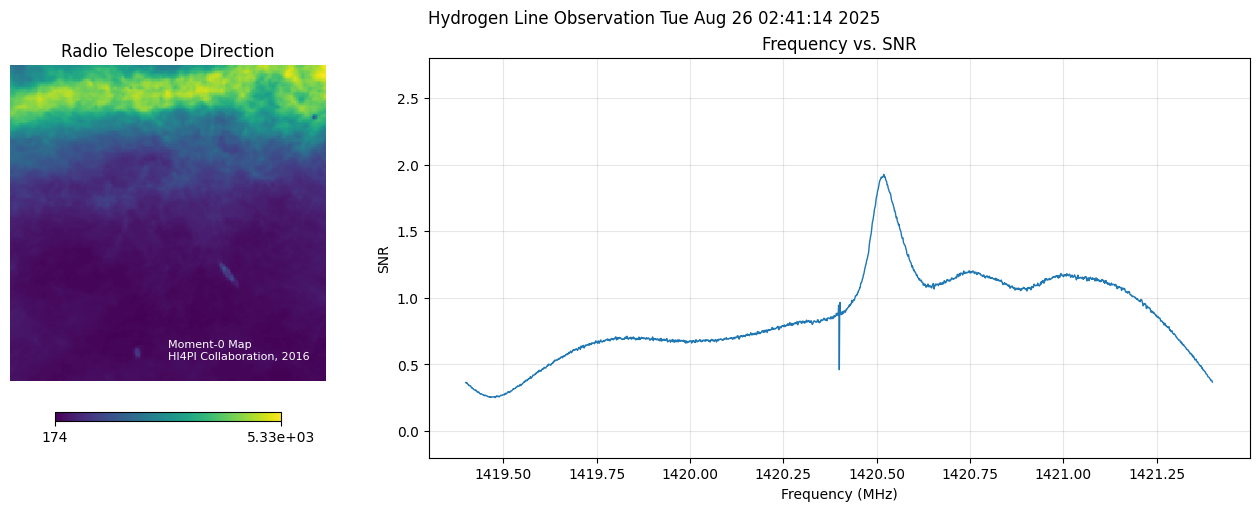 Hydrogen Line Observation Tue Aug 26 02:41:14 2025
Radio Telescope Direction
Moment-0 Map
HI4PI Collaboration, 2016
174 5.33e+03
Frequency vs. SNR
SNR
2.5
2.0
1.5
1.0
0.5
0.0
1419.50 1419.75 1420.00 1420.25 1420.50 1420.75 1421.00 1421.25
Frequency (MHz)